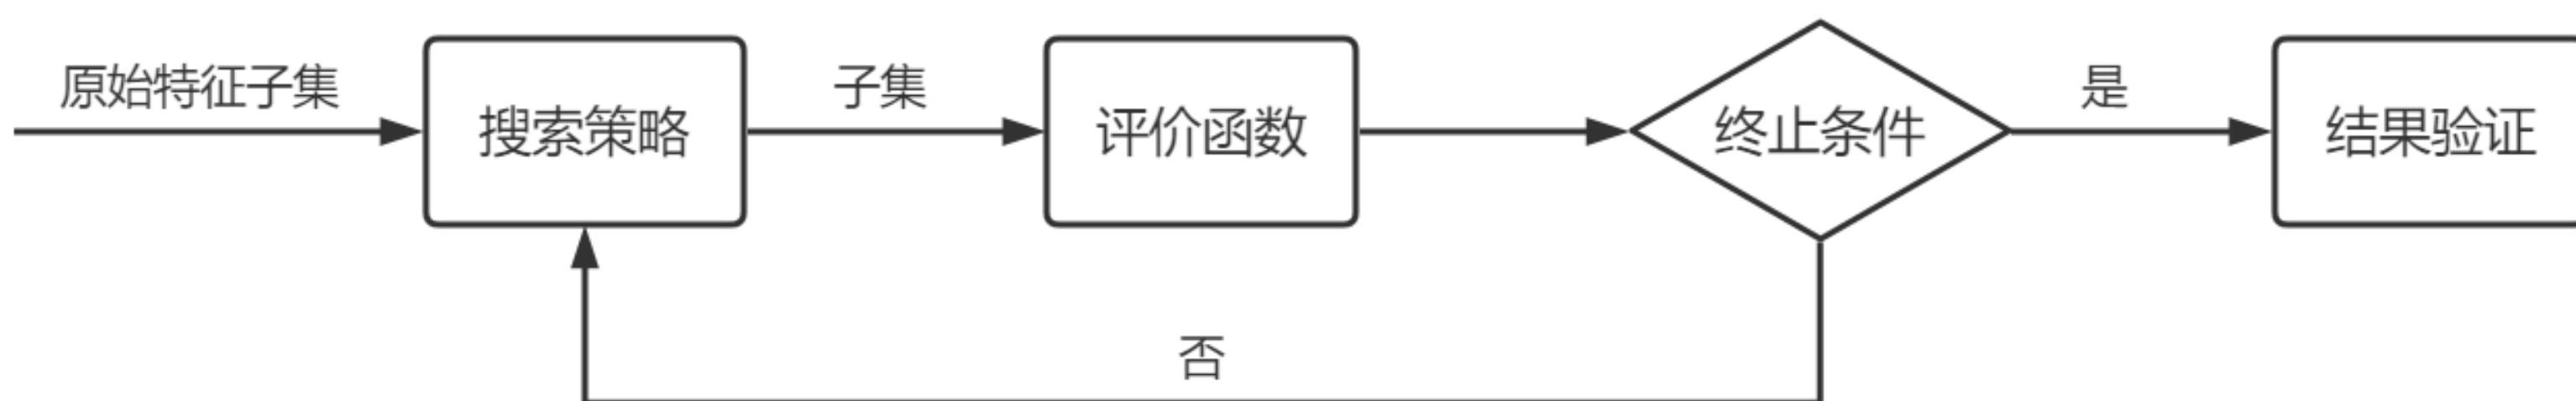 原始特征子集
搜索策略
子集
评价函数
终止条件
是
结果验证
否